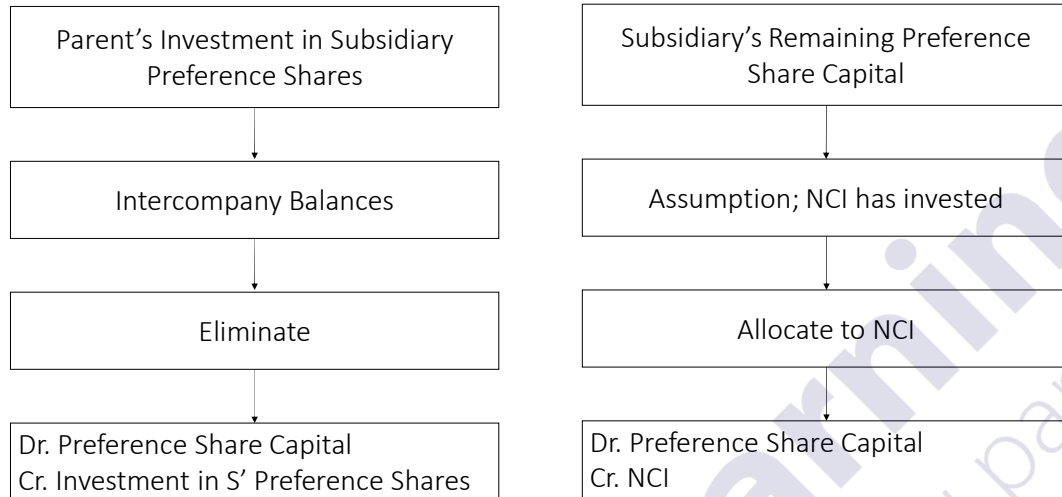 Parent’s Investment in Subsidiary
Preference Shares
Intercompany Balances
Eliminate
Dr. Preference Share Capital
Cr. Investment in S’ Preference Shares
Subsidiary’s Remaining Preference
Share Capital
Assumption; NCI has invested
Allocate to NCI
Dr. Preference Share Capital
Cr. NCI